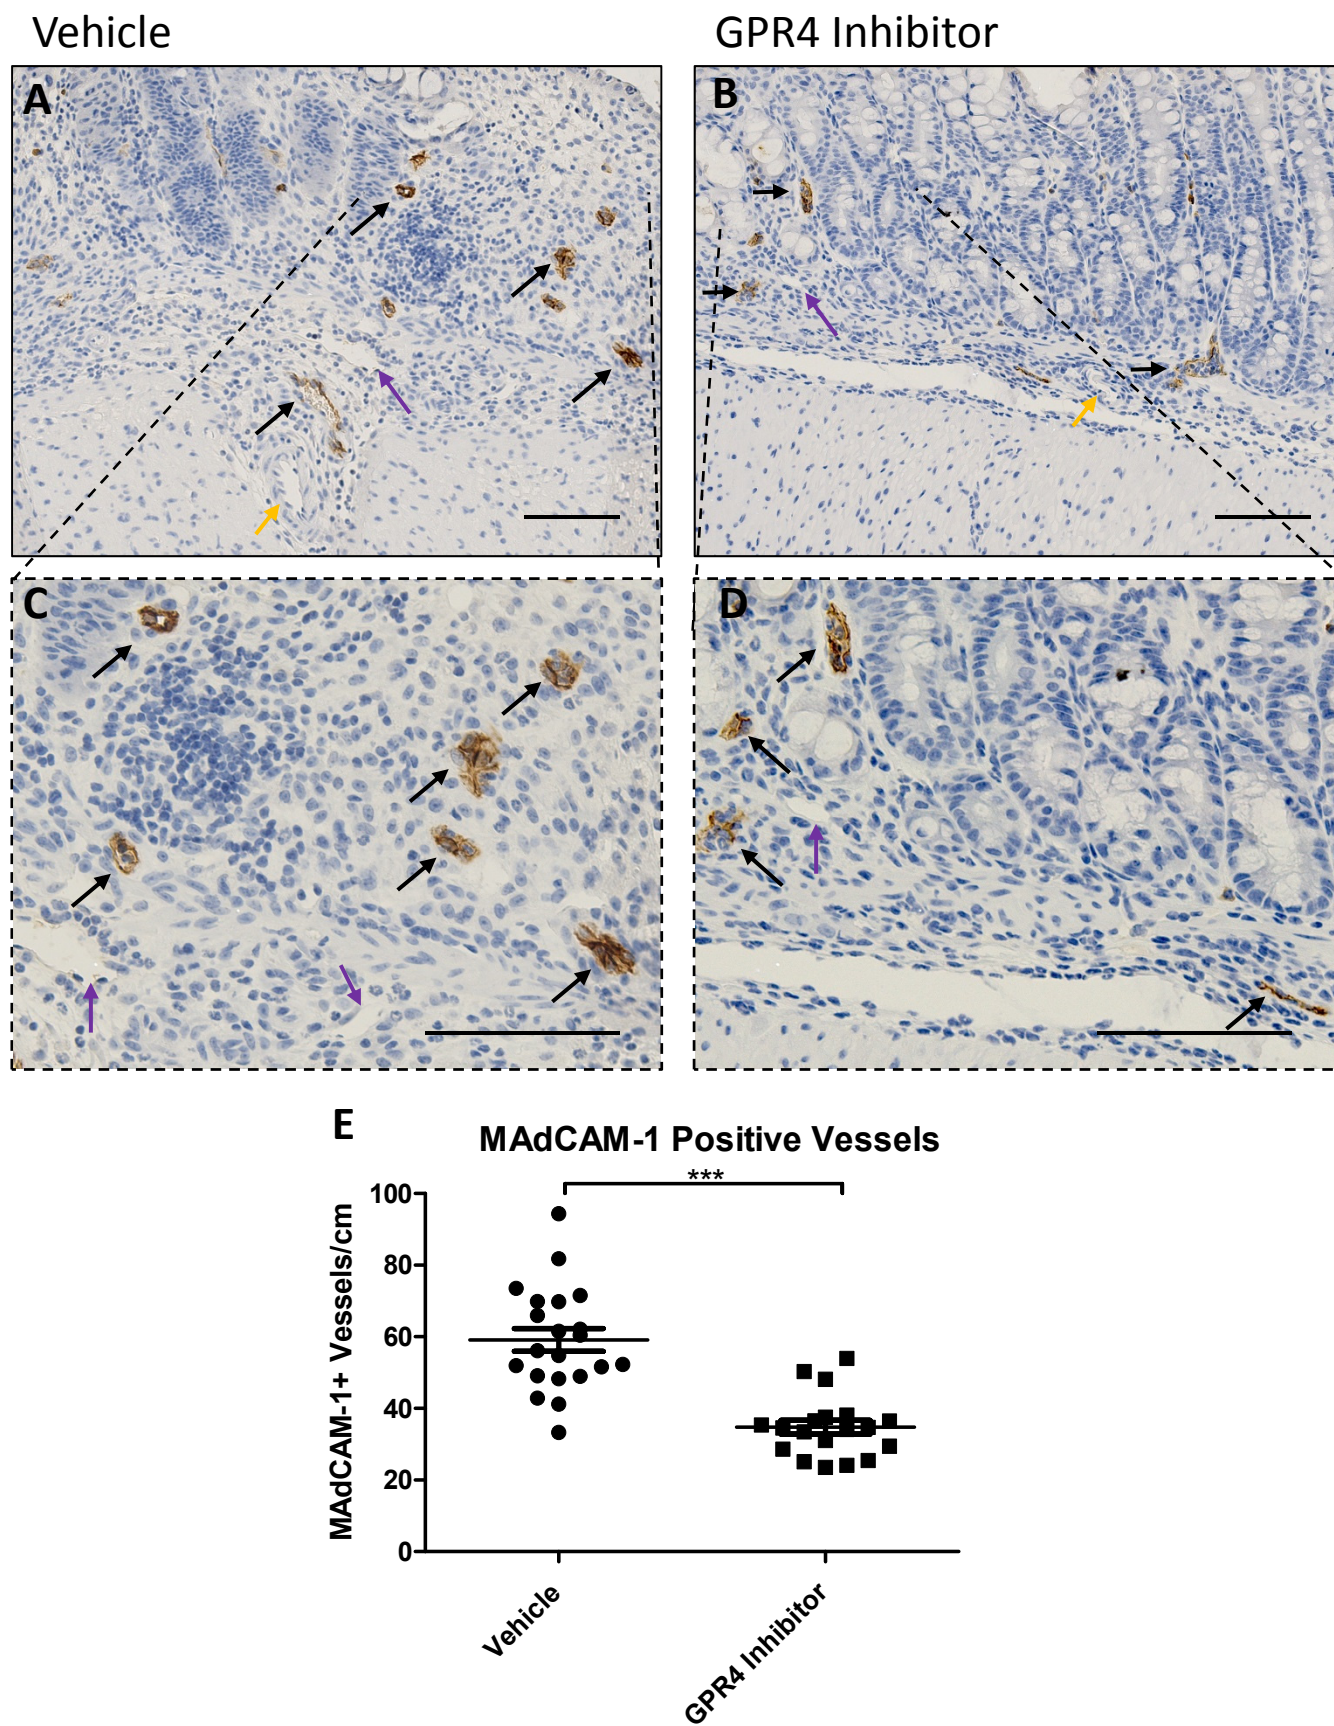 Vehicle
GPR4 Inhibitor
A
B
C
D
E
MAdCAM-1 Positive Vessels
***
MAdCAM-1+ Vessels/cm
100
80
60
40
20
0
Vehicle
GPR4 Inhibitor